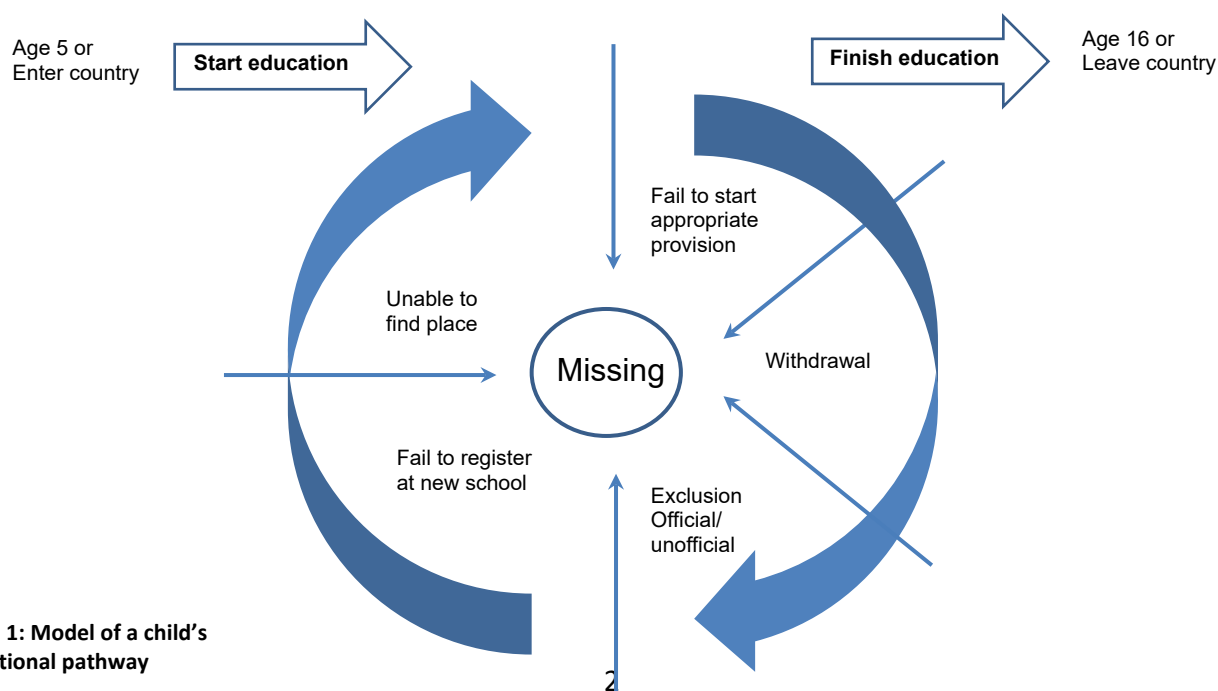 Age 5 or
Enter country
Start education
Finish education
Age 16 or
Leave country
Fail to start
appropriate
provision
Unable to
find place
Missing
Withdrawal
Fail to register
at new school
Exclusion
Official/
unofficial
1: Model of a child’s
tional pathway
2